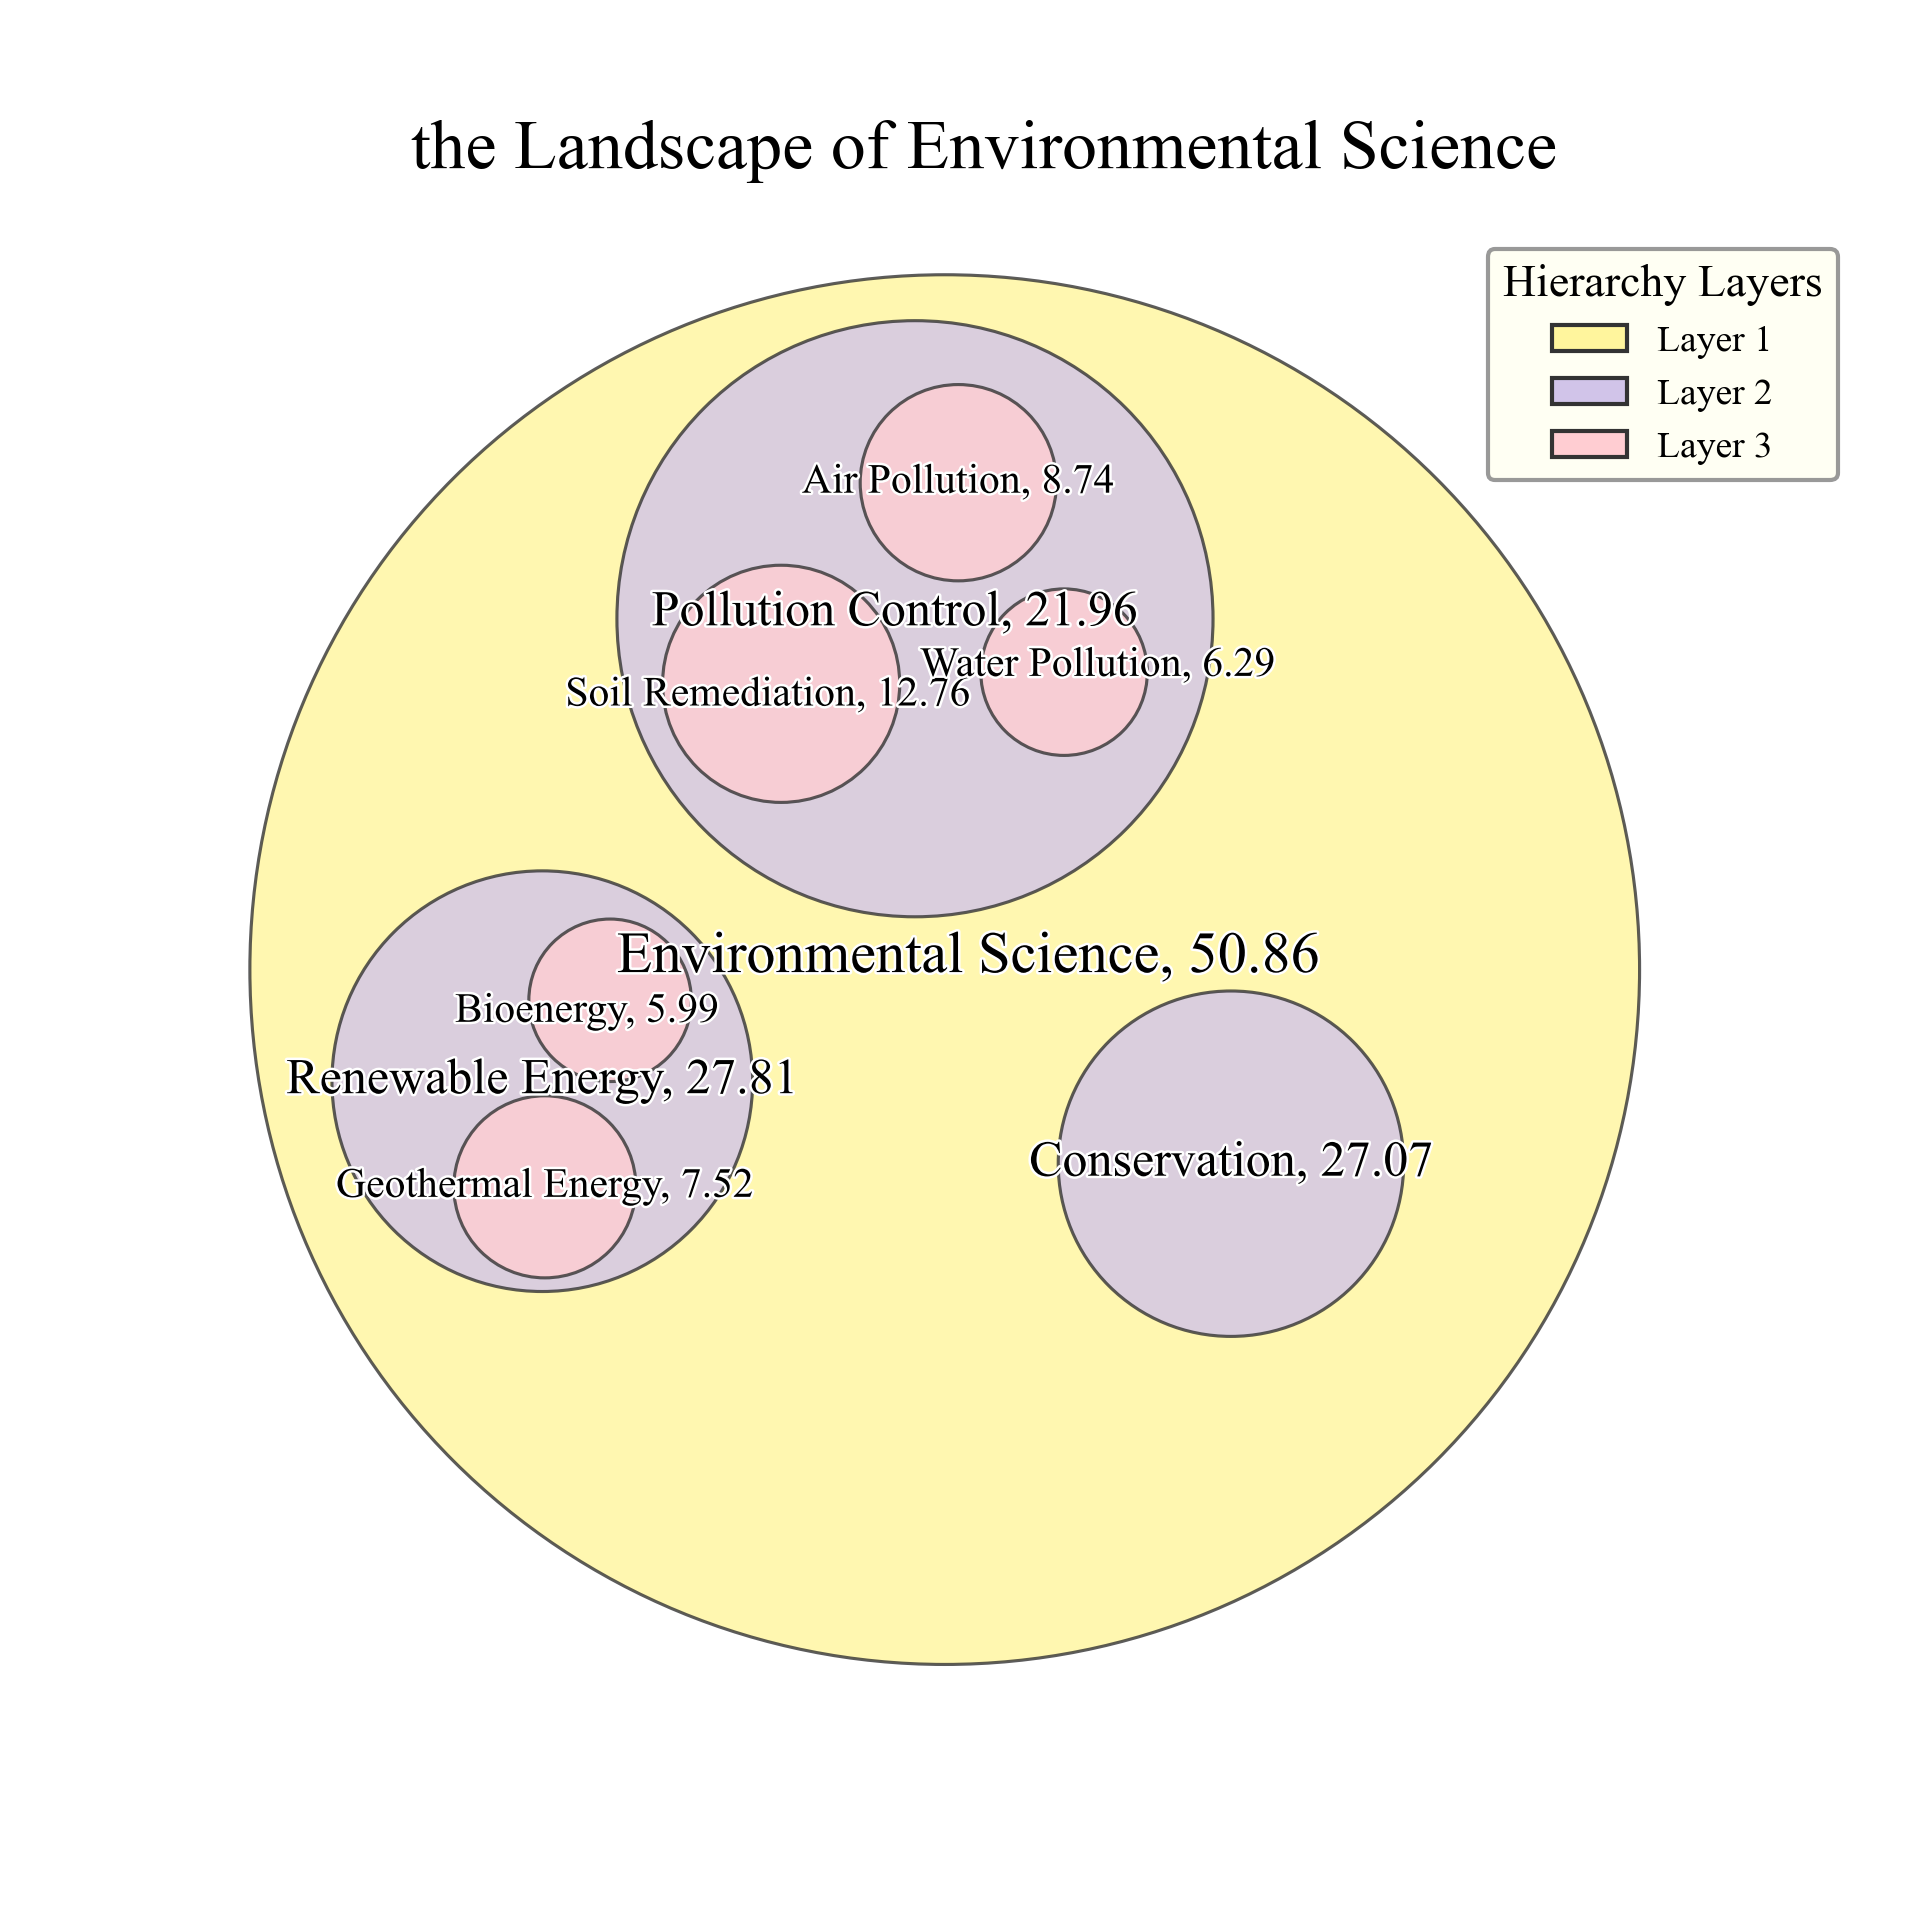 the Landscape of Environmental Science
Hierarchy Layers
Layer 1
Layer 2
Layer 3
Air Pollution, 8.74
Pollution Control, 21.96
Water Pollution, 6.29
Soil Remediation, 12.76
Environmental Science, 50.86
Bioenergy, 5.99
Renewable Energy, 27.81
Conservation, 27.07
Geothermal Energy, 7.52